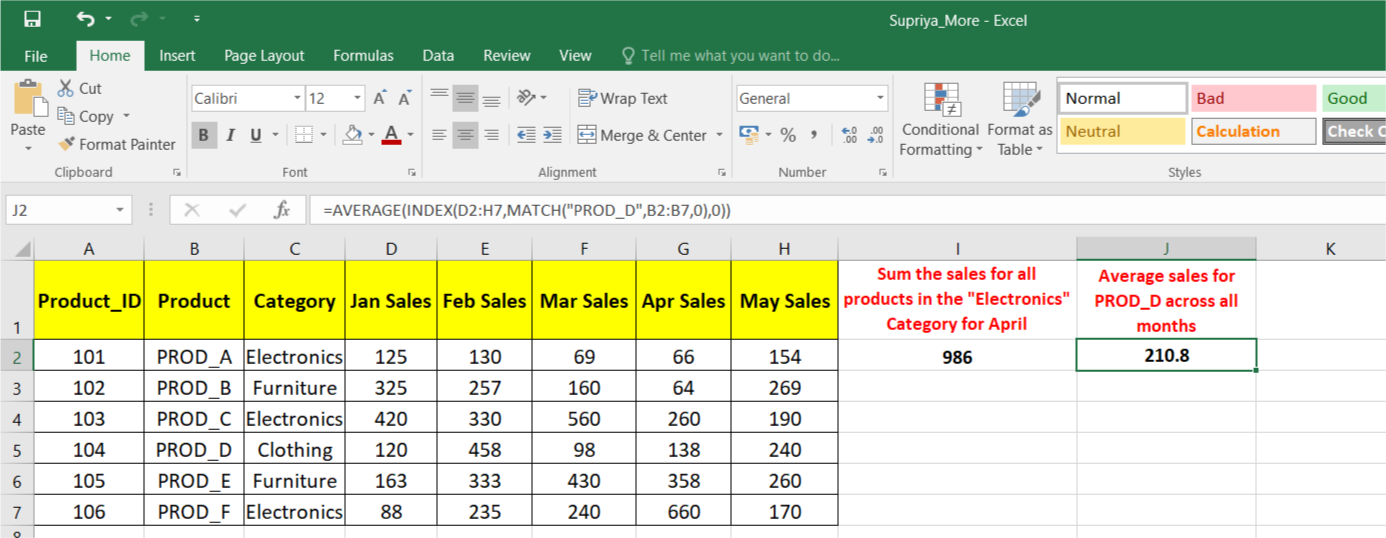 Supriya_More - Excel
File Home Insert Page Layout Formulas Data Review View Tell me what you want to do...
Paste
Cut
Copy
Format Painter
Clipboard
Calibri 12 A A
B I U A
Font
Wrap Text
Merge & Center
Alignment
General
% , .0 .00 .00 .0
Number
Conditional Formatting
Format as Table
Normal Bad Good
Neutral Calculation Check C
Styles
J2 fx =AVERAGE(INDEX(D2:H7,MATCH("PROD_D",B2:B7,0),0))
A B C D E F G H I J K
1 Product_ID Product Category Jan Sales Feb Sales Mar Sales Apr Sales May Sales
Sum the sales for all
products in the "Electronics"
Category for April
Average sales for
PROD_D across all
months
2 101 PROD_A Electronics 125 130 69 66 154 986 210.8
3 102 PROD_B Furniture 325 257 160 64 269
4 103 PROD_C Electronics 420 330 560 260 190
5 104 PROD_D Clothing 120 458 98 138 240
6 105 PROD_E Furniture 163 333 430 358 260
7 106 PROD_F Electronics 88 235 240 660 170
8